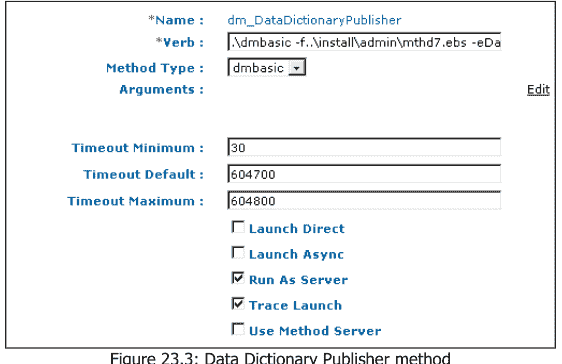 *Name : dm_DataDictionaryPublisher
*Verb : .\dmbasic -f..\install\admin\mthd7.ebs -eDa
Method Type : dmbasic
Arguments : Edit
Timeout Minimum : 30
Timeout Default : 604700
Timeout Maximum : 604800
Launch Direct
Launch Async
Run As Server
Trace Launch
Use Method Server
Figure 23.3: Data Dictionary Publisher method